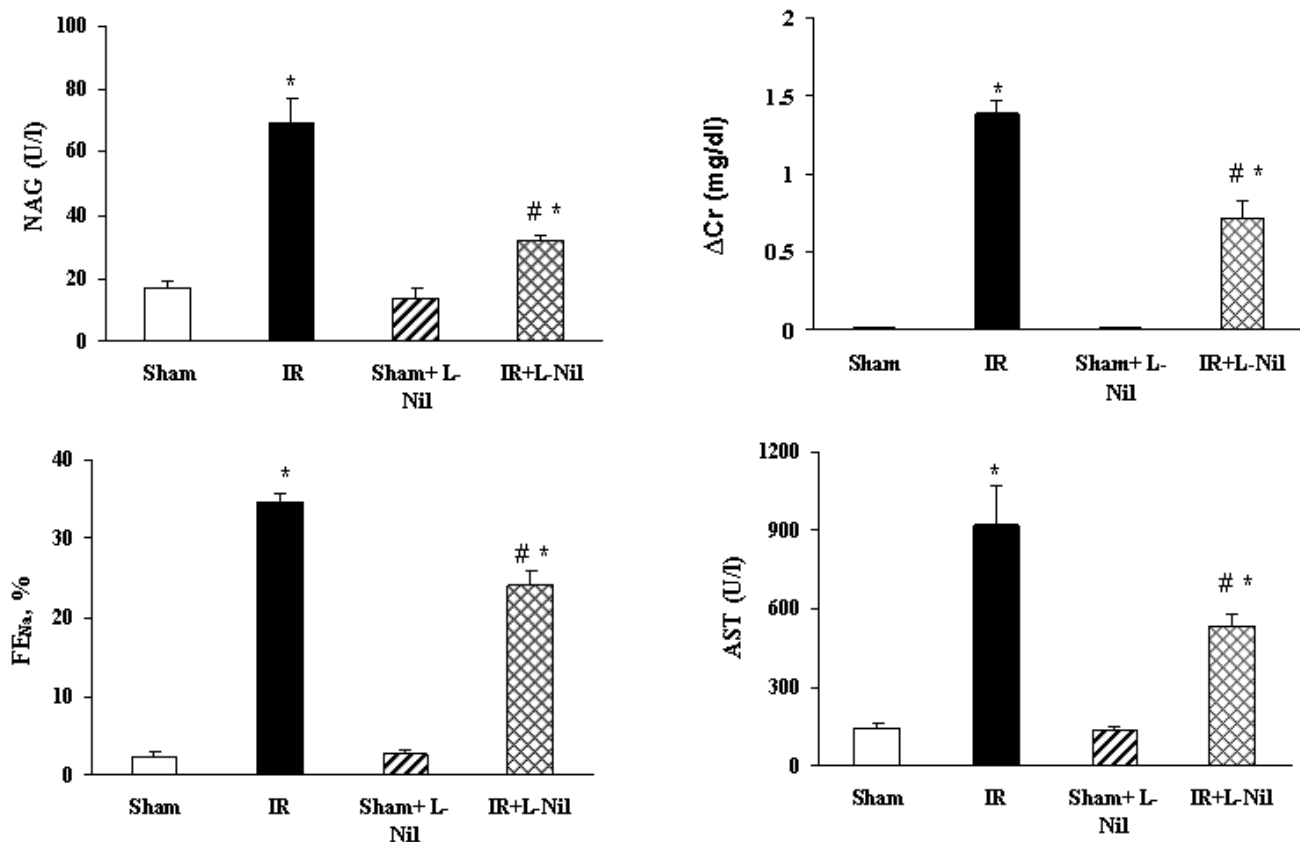 NAG (U/l)
100
80
60
40
20
0
*
# *
Sham
IR
Sham+ L-
Nil
IR+L-Nil
ΔCr (mg/dl)
2
1.5
1
0.5
0
*
# *
Sham
IR
Sham+ L-
Nil
IR+L-Nil
FENa, %
40
30
20
10
0
*
# *
Sham
IR
Sham+ L-
Nil
IR+L-Nil
AST (U/l)
1200
900
600
300
0
*
# *
Sham
IR
Sham+ L-
Nil
IR+L-Nil